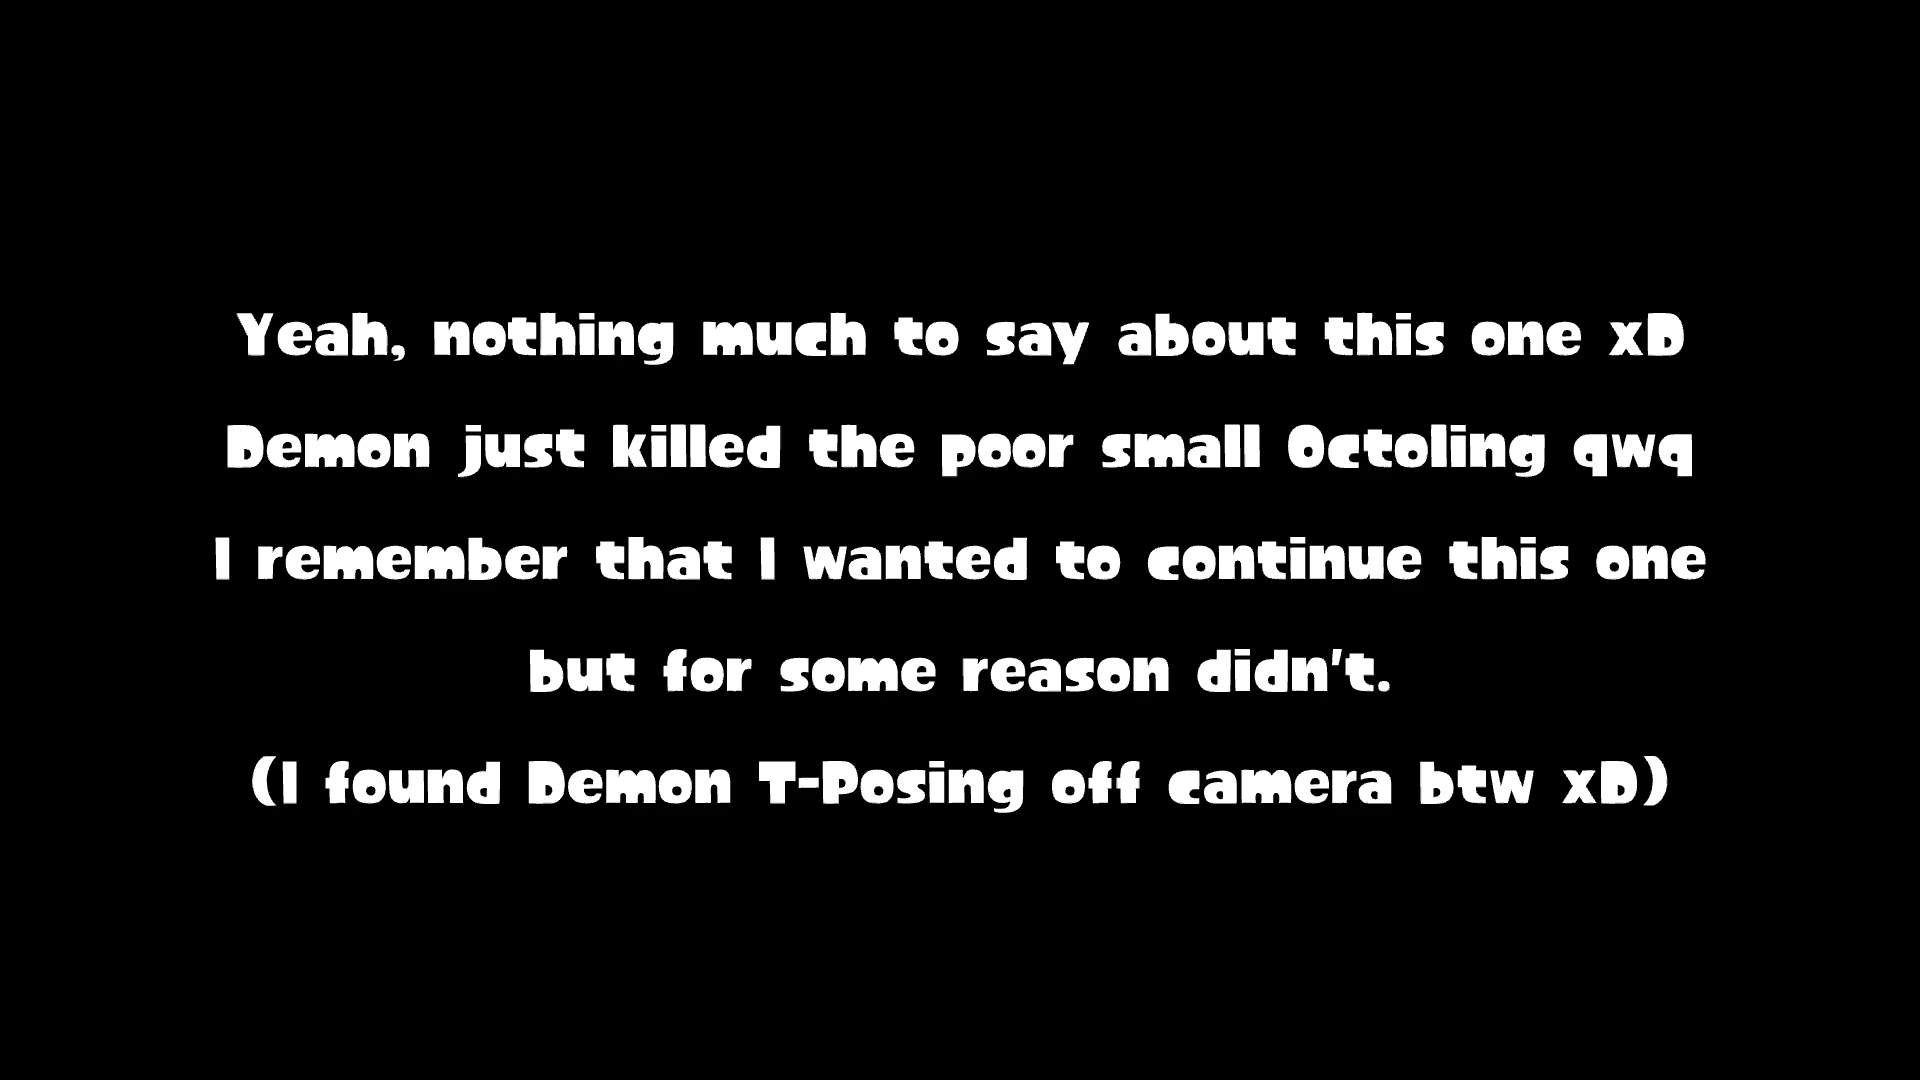 Yeah, nothing much to say about this one xD
Demon just killed the poor small Octoling qwq
I remember that I wanted to continue this one
but for some reason didn't.
(I found Demon T-Posing off camera btw xD)